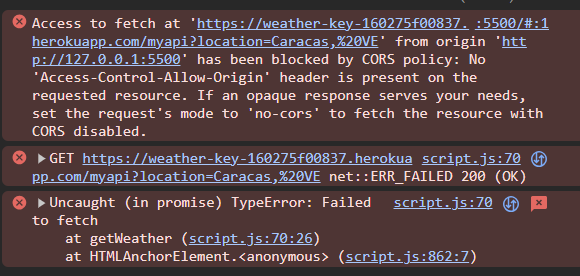 Access to fetch at 'https://weather-key-160275f00837. :5500/#:1
herokuapp.com/myapi?location=Caracas,%20VE' from origin 'htt
p://127.0.0.1:5500' has been blocked by CORS policy: No
'Access-Control-Allow-Origin' header is present on the
requested resource. If an opaque response serves your needs,
set the request's mode to 'no-cors' to fetch the resource with
CORS disabled.
GET https://weather-key-160275f00837.herokua script.js:70
pp.com/myapi?location=Caracas,%20VE net::ERR_FAILED 200 (OK)
Uncaught (in promise) TypeError: Failed script.js:70
to fetch
at getWeather (script.js:70:26)
at HTMLAnchorElement.<anonymous> (script.js:862:7)